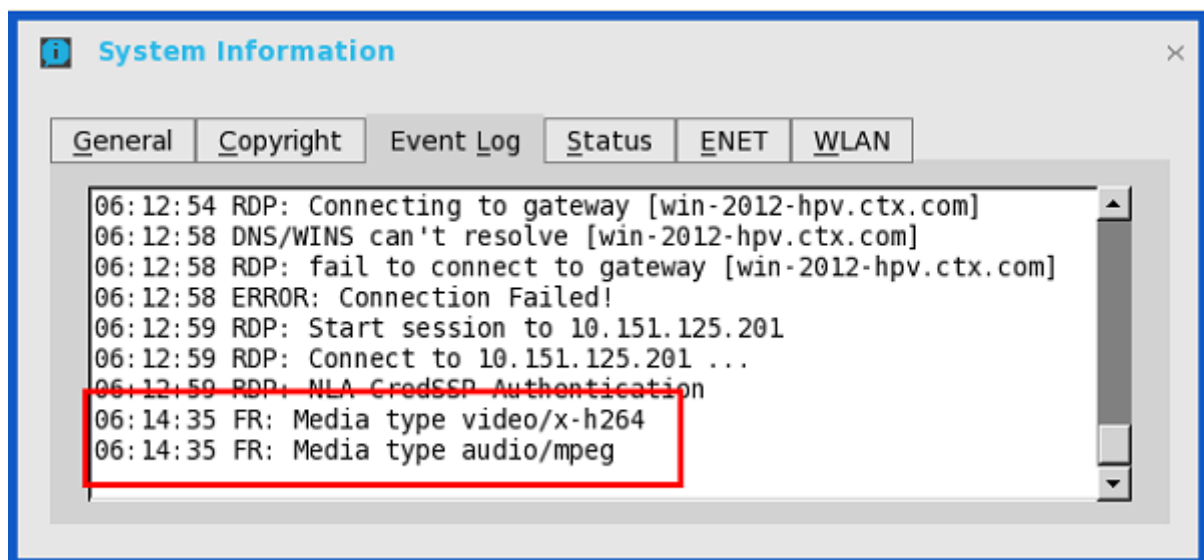 System Information
General Copyright Event Log Status ENET WLAN
06:12:54 RDP: Connecting to gateway [win-2012-hpv.ctx.com]
06:12:58 DNS/WINS can't resolve [win-2012-hpv.ctx.com]
06:12:58 RDP: fail to connect to gateway [win-2012-hpv.ctx.com]
06:12:58 ERROR: Connection Failed!
06:12:59 RDP: Start session to 10.151.125.201
06:12:59 RDP: Connect to 10.151.125.201 ...
06:12:59 RDP: NLA CredSSP Authentication
06:14:35 FR: Media type video/x-h264
06:14:35 FR: Media type audio/mpeg